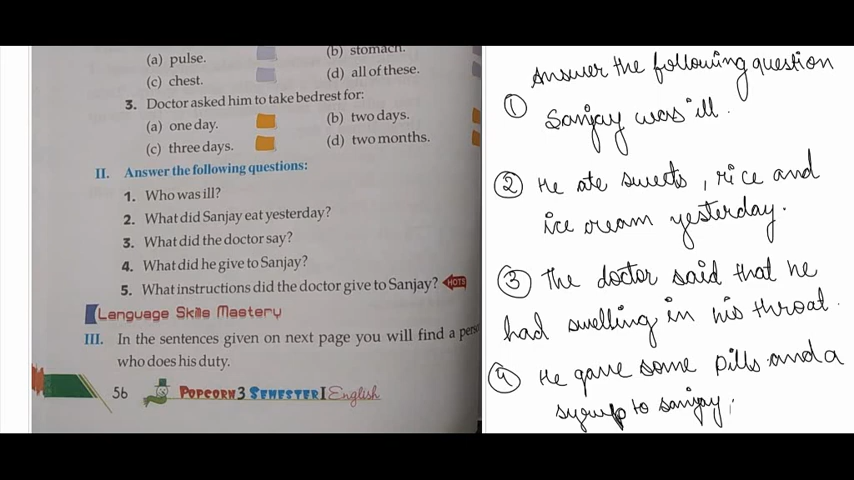 (a) pulse.
(b) stomach.
(c) chest.
(d) all of these.
3. Doctor asked him to take bedrest for:
(a) one day.
(b) two days.
(c) three days.
(d) two months.
II. Answer the following questions:
1. Who was ill?
2. What did Sanjay eat yesterday?
3. What did the doctor say?
4. What did he give to Sanjay?
5. What instructions did the doctor give to Sanjay? HOTS
Language Skills Mastery
III. In the sentences given on next page you will find a
who does his duty.
56 POPCORN 3 SEMESTER I English
Answer the following question
① Sanjay was ill.
② He ate sweets, rice and
ice cream yesterday.
③ The doctor said that he
had swelling in his throat.
④ He gave some pills and a
syrup to sanjay,